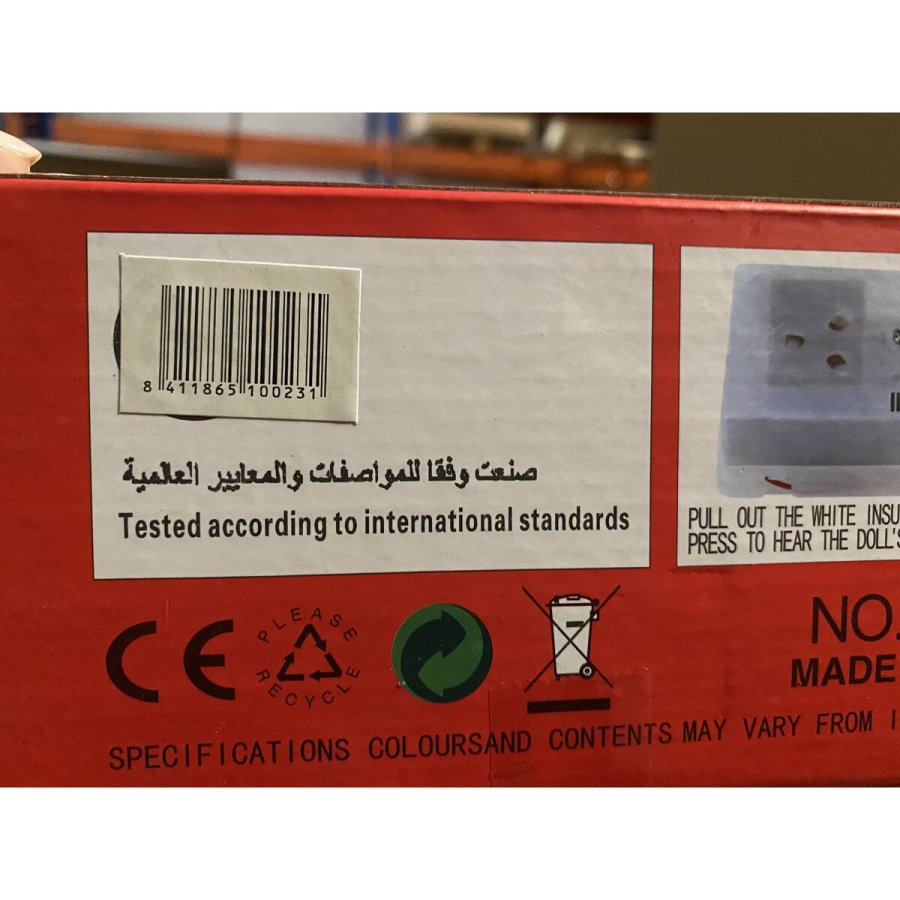 8 411865 100231
صنعت وفقا للمواصفات والمعايير العالمية
Tested according to international standards
PULL OUT THE WHITE
PRESS TO HEAR THE DOLL'S
CE
PLEASE
RECYCLE
NO.
MADE
SPECIFICATIONS COLOURSAND CONTENTS MAY VARY FROM